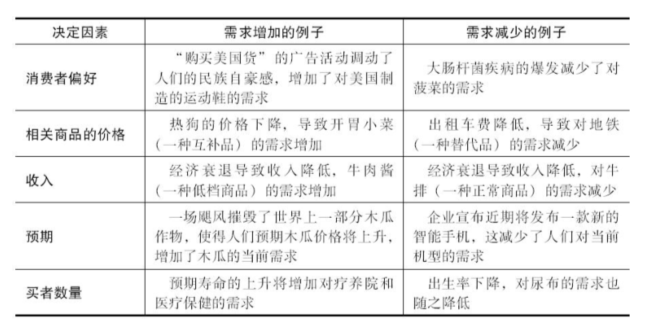 决定因素 需求增加的例子 需求减少的例子
消费者偏好
“购买美国货”的广告活动调动了
人们的民族自豪感，增加了对美国制
造的运动鞋的需求
大肠杆菌疾病的爆发减少了对
菠菜的需求
相关商品的价格
热狗的价格下降，导致开胃小菜
（一种互补品）的需求增加
出租车费降低，导致对地铁
（一种替代品）的需求减少
收入
经济衰退导致收入降低，牛肉酱
（一种低档商品）的需求增加
经济衰退导致收入降低，对牛
排（一种正常商品）的需求减少
预期
一场飓风摧毁了世界上一部分木瓜
作物，使得人们预期木瓜价格将上升，
增加了木瓜的当前需求
企业宣布近期将发布一款新的
智能手机，这减少了人们对当前
机型的需求
买者数量
预期寿命的上升将增加对疗养院和
医疗保健的需求
出生率下降，对尿布的需求也
随之降低